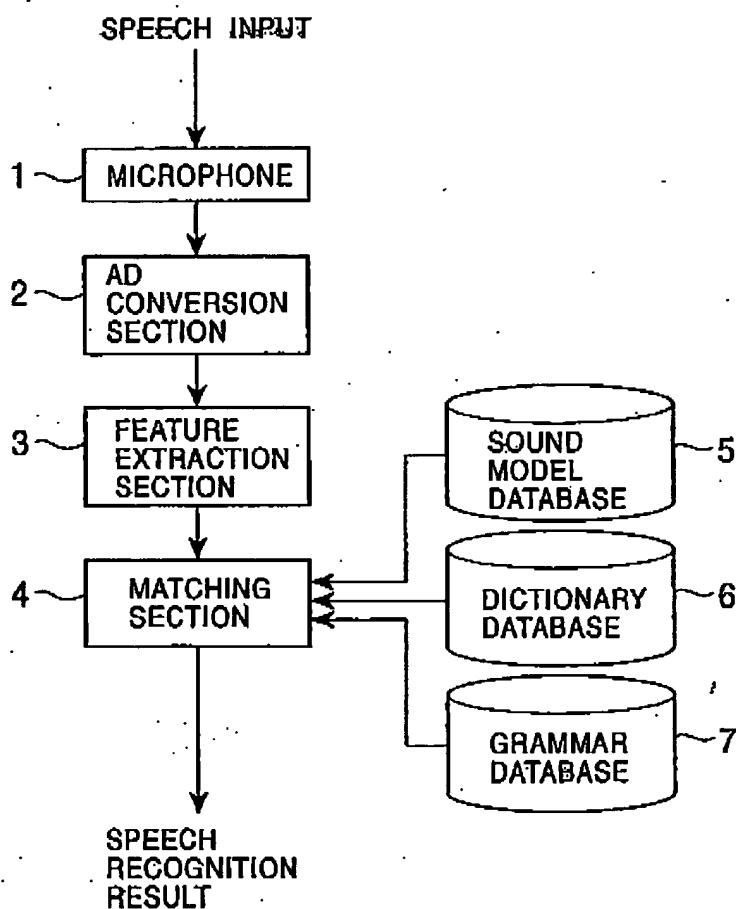 SPEECH INPUT
1
MICROPHONE
2
AD
CONVERSION
SECTION
3
FEATURE
EXTRACTION
SECTION
4
MATCHING
SECTION
SOUND
MODEL
DATABASE
5
DICTIONARY
DATABASE
6
GRAMMAR
DATABASE
7
SPEECH
RECOGNITION
RESULT